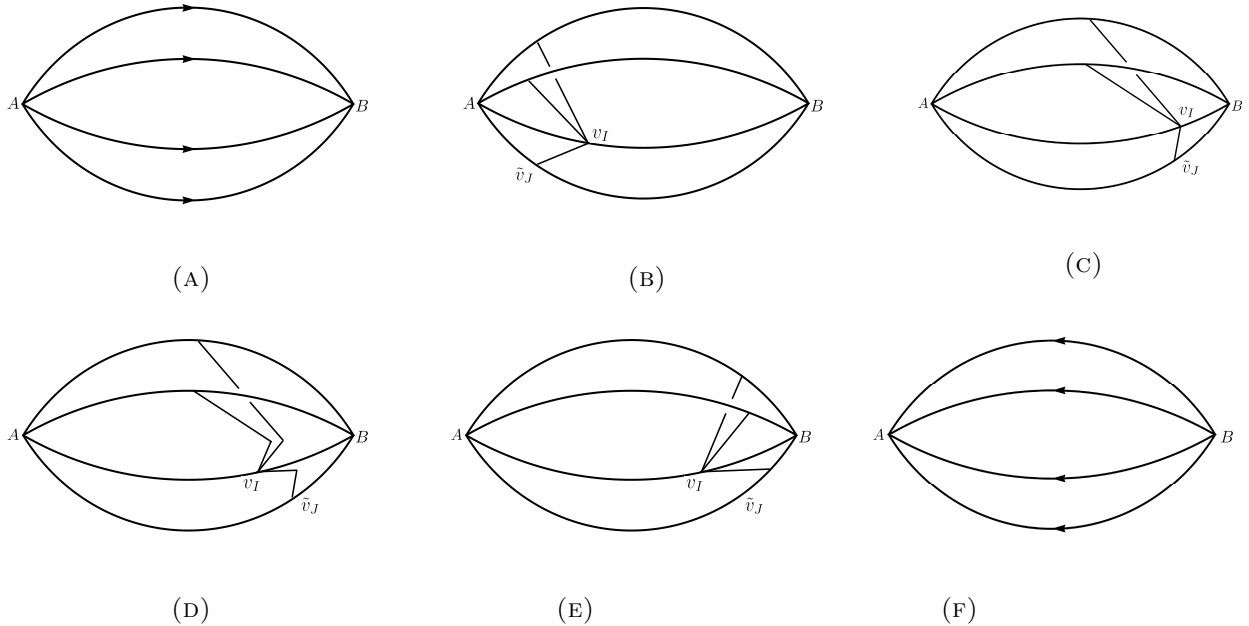 A B
A v_I ṽ_J B
A v_I ṽ_J B
(A) (B) (C)
A v_I ṽ_J B
A v_I ṽ_J B
A B
(D) (E) (F)